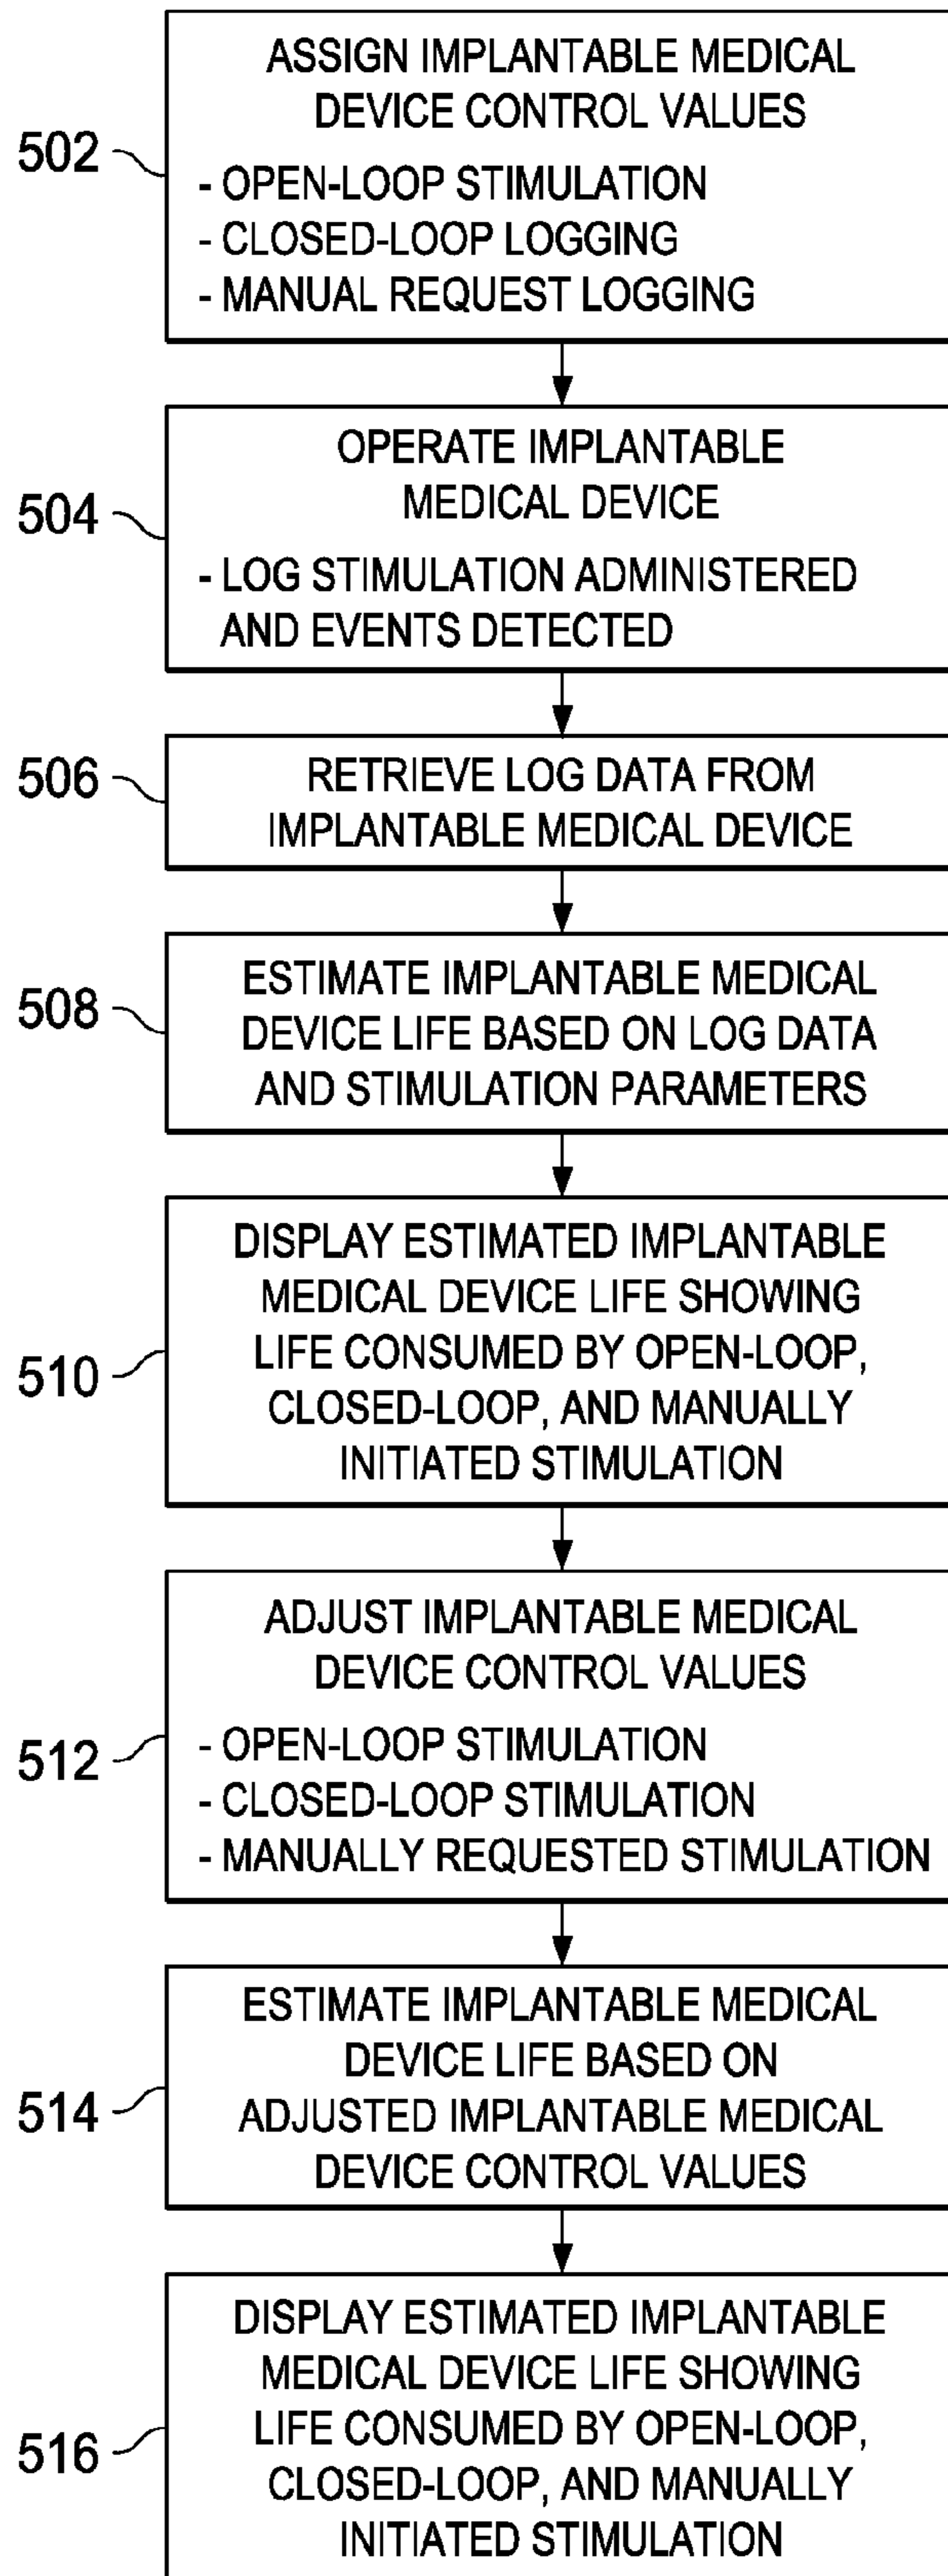 502
ASSIGN IMPLANTABLE MEDICAL
DEVICE CONTROL VALUES
- OPEN-LOOP STIMULATION
- CLOSED-LOOP LOGGING
- MANUAL REQUEST LOGGING
504
OPERATE IMPLANTABLE
MEDICAL DEVICE
- LOG STIMULATION ADMINISTERED
AND EVENTS DETECTED
506
RETRIEVE LOG DATA FROM
IMPLANTABLE MEDICAL DEVICE
508
ESTIMATE IMPLANTABLE MEDICAL
DEVICE LIFE BASED ON LOG DATA
AND STIMULATION PARAMETERS
510
DISPLAY ESTIMATED IMPLANTABLE
MEDICAL DEVICE LIFE SHOWING
LIFE CONSUMED BY OPEN-LOOP,
CLOSED-LOOP, AND MANUALLY
INITIATED STIMULATION
512
ADJUST IMPLANTABLE MEDICAL
DEVICE CONTROL VALUES
- OPEN-LOOP STIMULATION
- CLOSED-LOOP STIMULATION
- MANUALLY REQUESTED STIMULATION
514
ESTIMATE IMPLANTABLE MEDICAL
DEVICE LIFE BASED ON
ADJUSTED IMPLANTABLE MEDICAL
DEVICE CONTROL VALUES
516
DISPLAY ESTIMATED IMPLANTABLE
MEDICAL DEVICE LIFE SHOWING
LIFE CONSUMED BY OPEN-LOOP,
CLOSED-LOOP, AND MANUALLY
INITIATED STIMULATION